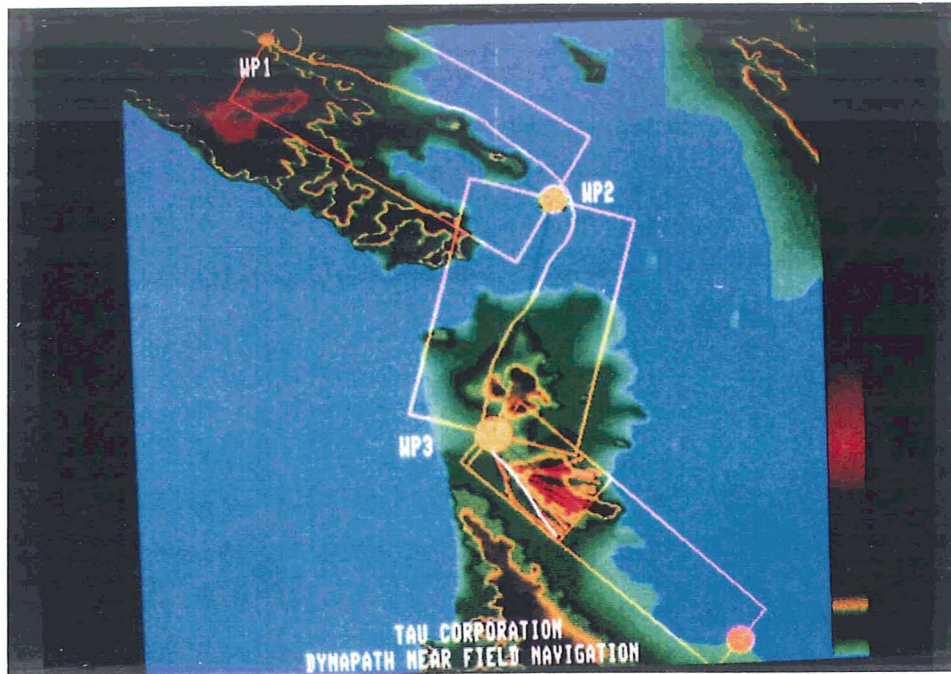 WP1
WP2
WP3
TAU CORPORATION
DYNAPATH NEAR FIELD NAVIGATION